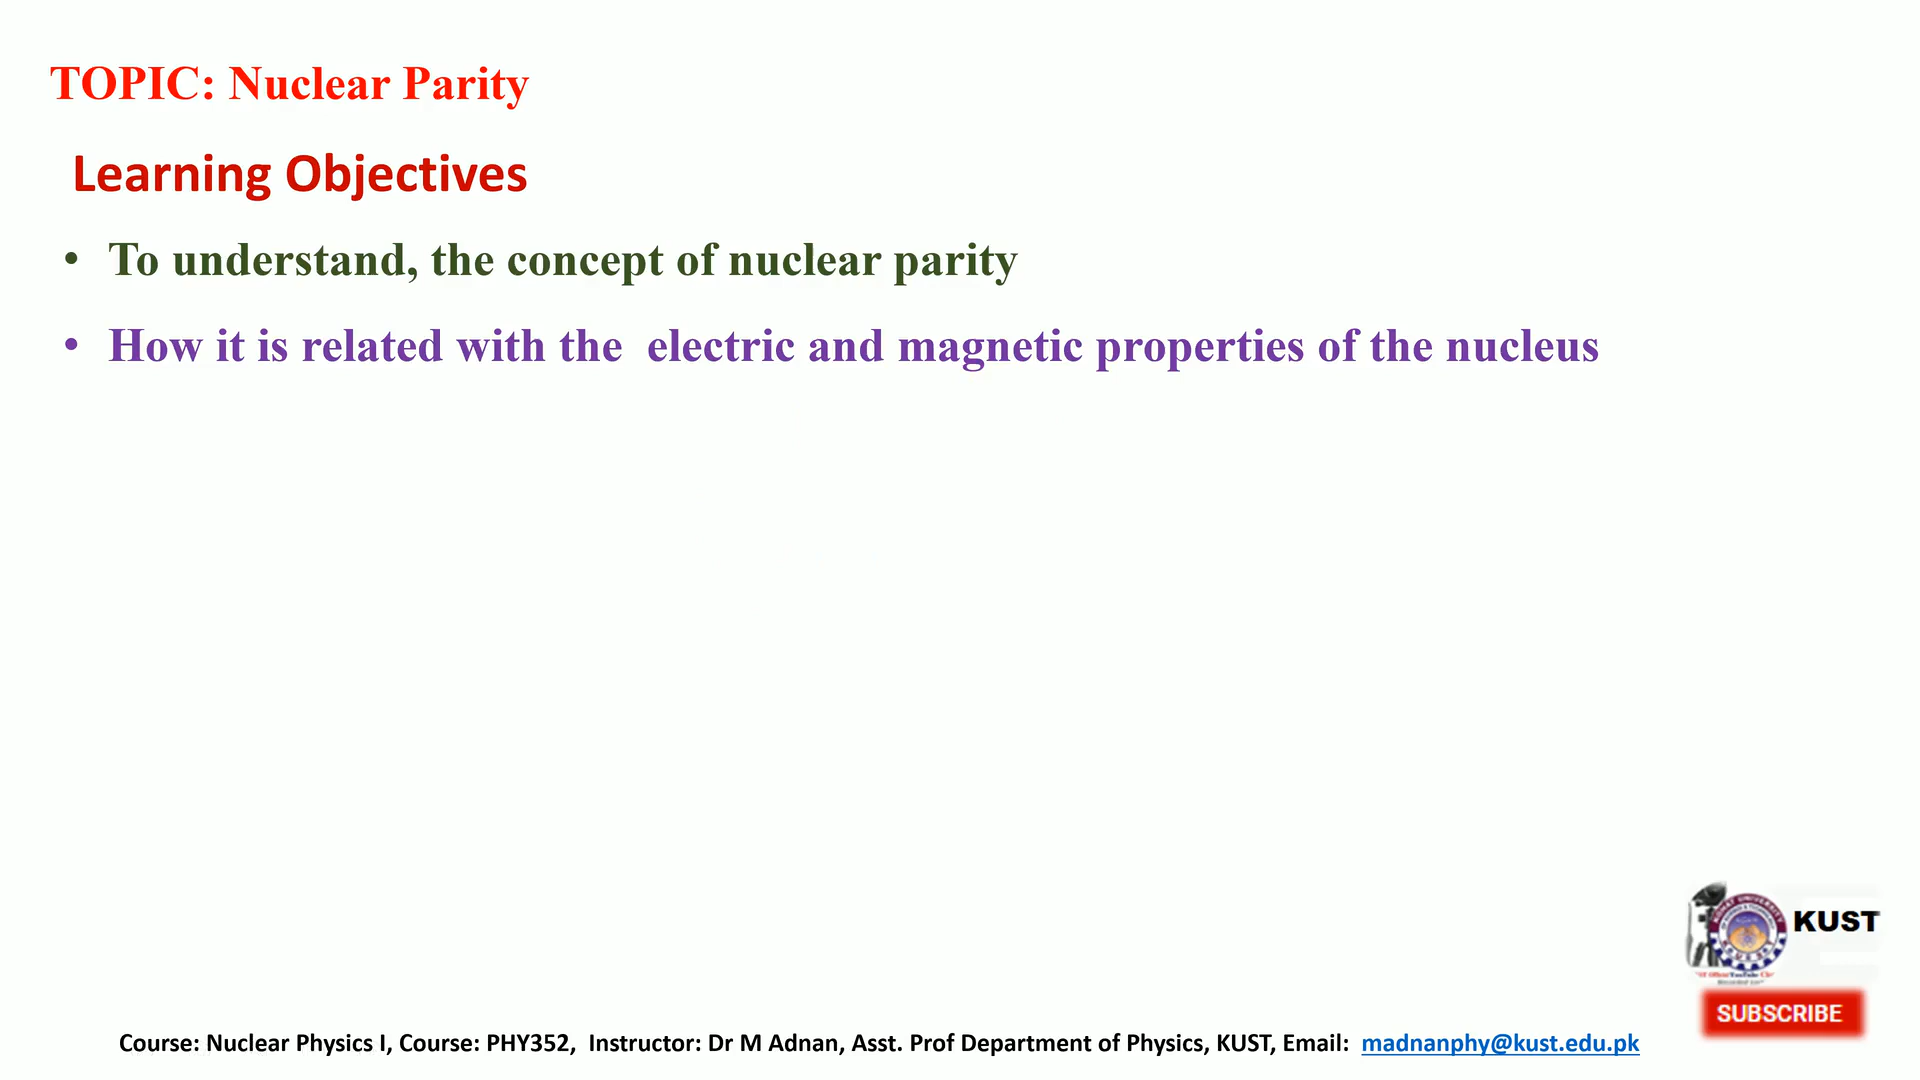 TOPIC: Nuclear Parity
Learning Objectives
• To understand, the concept of nuclear parity
• How it is related with the electric and magnetic properties of the nucleus
KUST
SUBSCRIBE
Course: Nuclear Physics I, Course: PHY352, Instructor: Dr M Adnan, Asst. Prof Department of Physics, KUST, Email: madnanphy@kust.edu.pk